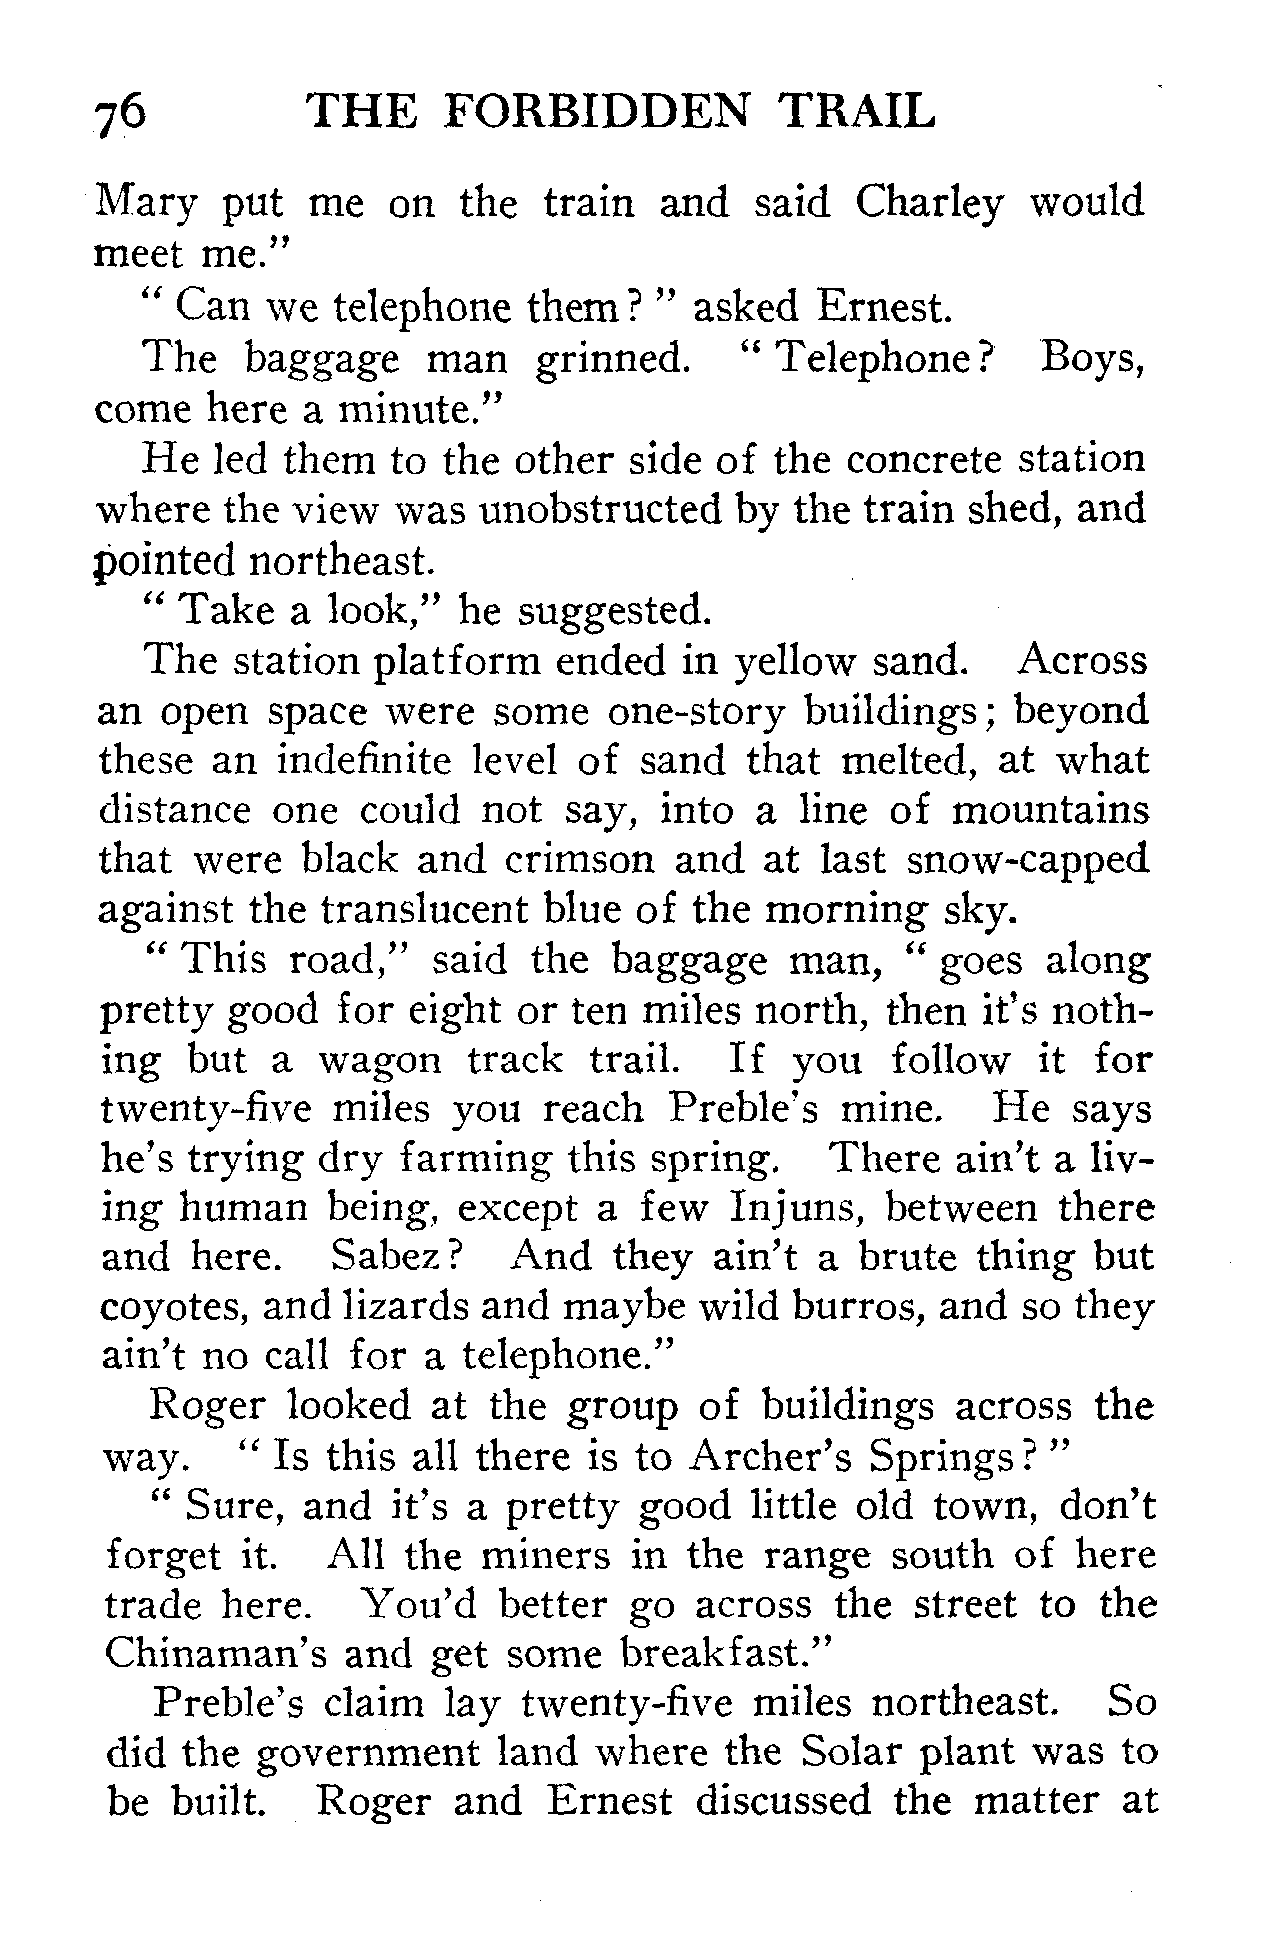 76 THE FORBIDDEN TRAIL
Mary put me on the train and said Charley would
meet me."
" Can we telephone them? " asked Ernest.
The baggage man grinned. " Telephone? Boys,
come here a minute."
He led them to the other side of the concrete station
where the view was unobstructed by the train shed, and
pointed northeast.
" Take a look," he suggested.
The station platform ended in yellow sand. Across
an open space were some one-story buildings; beyond
these an indefinite level of sand that melted, at what
distance one could not say, into a line of mountains
that were black and crimson and at last snow-capped
against the translucent blue of the morning sky.
" This road," said the baggage man, " goes along
pretty good for eight or ten miles north, then it's noth-
ing but a wagon track trail. If you follow it for
twenty-five miles you reach Preble's mine. He says
he's trying dry farming this spring. There ain't a liv-
ing human being, except a few Injuns, between there
and here. Sabez? And they ain't a brute thing but
coyotes, and lizards and maybe wild burros, and so they
ain't no call for a telephone."
Roger looked at the group of buildings across the
way. " Is this all there is to Archer's Springs? "
" Sure, and it's a pretty good little old town, don't
forget it. All the miners in the range south of here
trade here. You'd better go across the street to the
Chinaman's and get some breakfast."
Preble's claim lay twenty-five miles northeast. So
did the government land where the Solar plant was to
be built. Roger and Ernest discussed the matter at